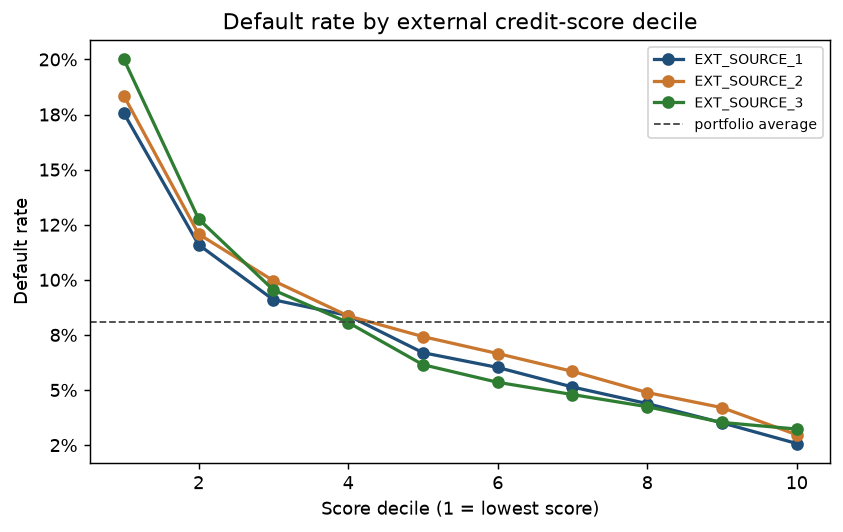 Default rate by external credit-score decile
EXT_SOURCE_1
EXT_SOURCE_2
EXT_SOURCE_3
portfolio average
Default rate
20%
18%
15%
12%
10%
8%
5%
2%
2
4
6
8
10
Score decile (1 = lowest score)